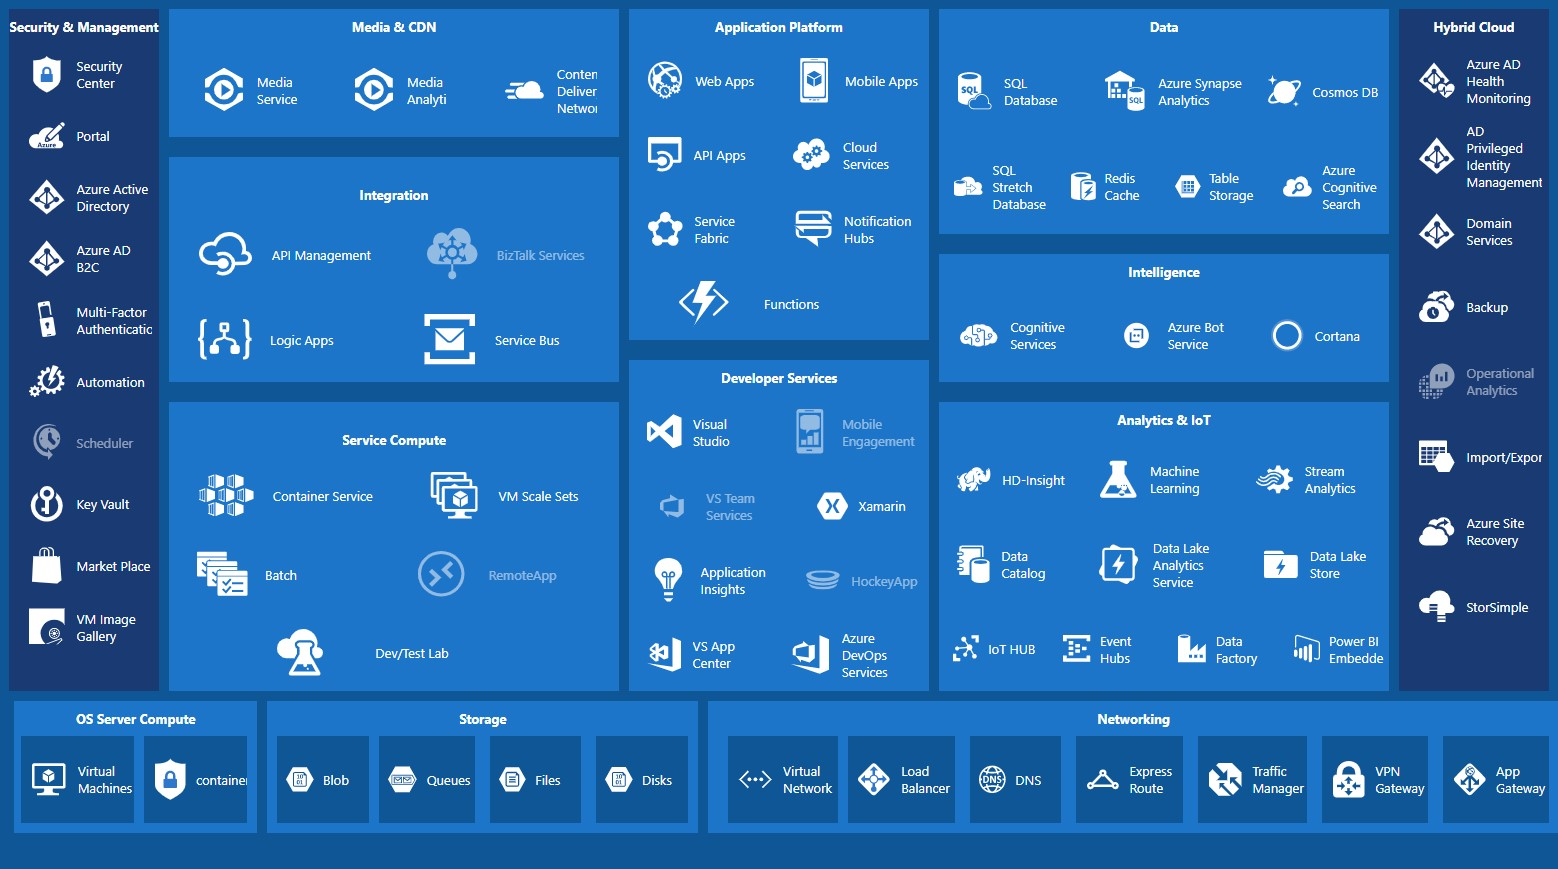 Security & Management
Security
Center
Portal
Azure
Azure Active
Directory
Azure AD
B2C
Multi-Factor
Authenticatic
Automation
Scheduler
Key Vault
Market Place
VM Image
Gallery
Media & CDN
Media
Service
Media
Analyti
Conten
Deliver
Networ
Integration
API Management
BizTalk Services
Logic Apps
Service Bus
Service Compute
Container Service
VM Scale Sets
Batch
RemoteApp
Dev/Test Lab
Application Platform
Web Apps
Mobile Apps
API Apps
Cloud
Services
Service
Fabric
Notification
Hubs
Functions
Developer Services
Visual
Studio
Mobile
Engagement
VS Team
Services
Xamarin
Application
Insights
HockeyApp
VS App
Center
Azure
DevOps
Services
Data
SQL
SQL
Database
SQL
Azure Synapse
Analytics
Cosmos DB
SQL
Stretch
Database
Redis
Cache
Table
Storage
Azure
Cognitive
Search
Intelligence
Cognitive
Services
Azure Bot
Service
Cortana
Analytics & IoT
HD-Insight
Machine
Learning
Stream
Analytics
Data
Catalog
Data Lake
Analytics
Service
Data Lake
Store
IoT HUB
Event
Hubs
Data
Factory
Power BI
Embedde
Hybrid Cloud
Azure AD
Health
Monitoring
AD
Privileged
Identity
Management
Domain
Services
Backup
Operational
Analytics
Import/Expor
Azure Site
Recovery
StorSimple
OS Server Compute
Virtual
Machines
container
Storage
10
01
Blob
Queues
Files
10
01
Disks
Networking
Virtual
Network
Load
Balancer
DNS
DNS
Express
Route
Traffic
Manager
VPN
Gateway
App
Gateway